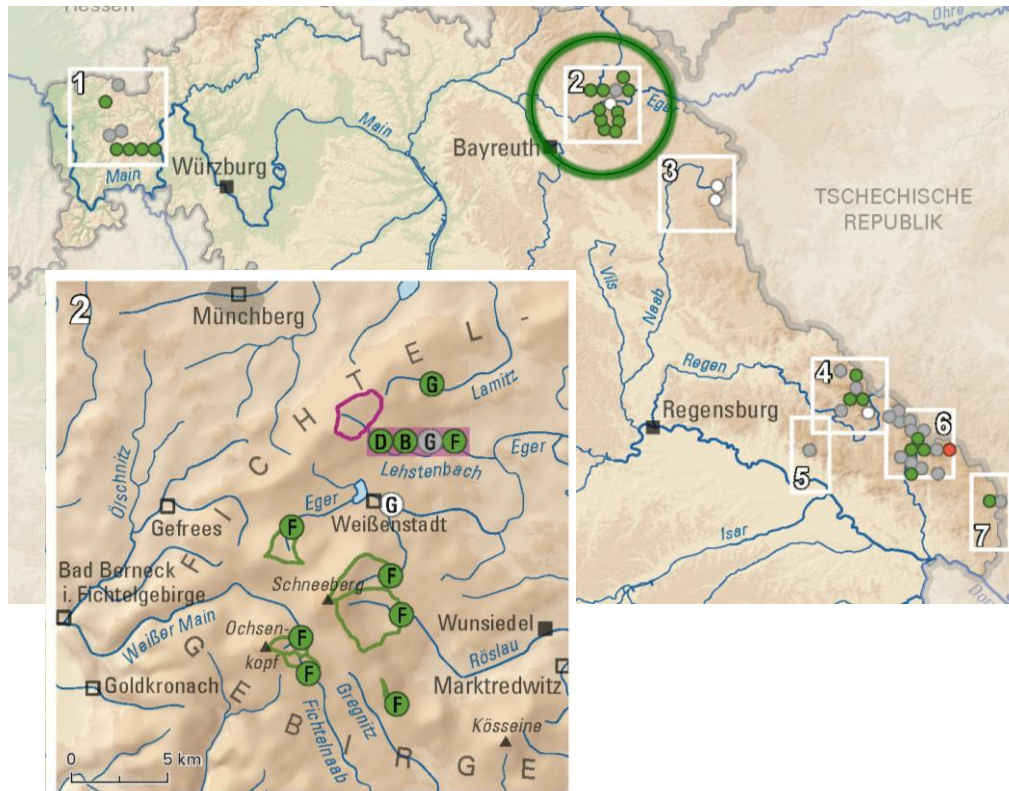 Hessen
Ohre
1
2
Eger
Main
Bayreuth
3
Würzburg
Main
TSCHECHISCHE
REPUBLIK
Vils
Naab
Regen
4
Regensburg
6
5
7
Isar
2
Münchberg
F I C H T E L -
G
Lamitz
D B G F
Eger
Lehstenbach
Ölschnitz
Eger
G
Weißenstadt
Gefrees
F
Bad Berneck
i. Fichtelgebirge
Schneeberg
F
F
Weißer Main
Ochsen-
kopf
F
F
Wunsiedel
Röslau
Goldkronach
Marktredwitz
Fichtelnaab
Gregnitz
F
Kösseine
G E B I R G E
0 5 km